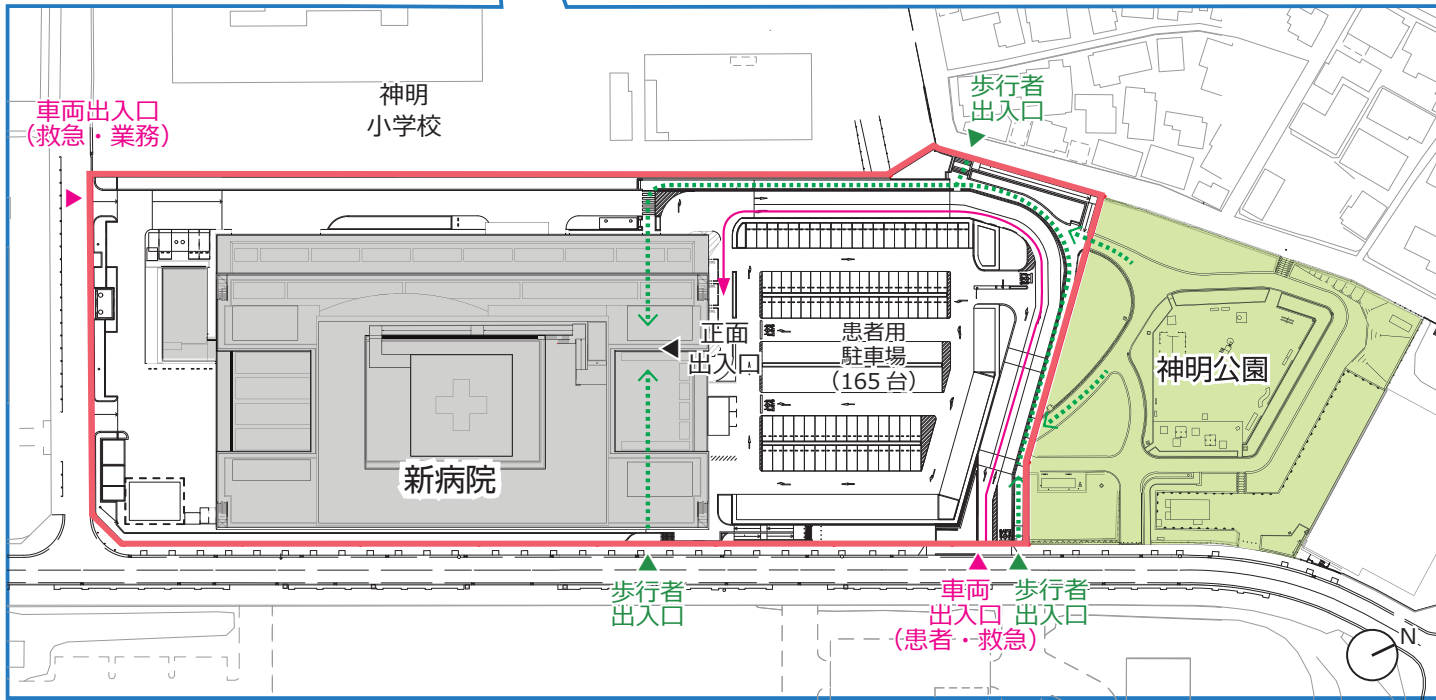 神明
小学校
歩行者
出入口
車両出入口
（救急・業務）
正面
出入口
患者用
駐車場
（165 台）
神明公園
新病院
歩行者
出入口
車両
出入口
（患者・救急）
歩行者
出入口
N